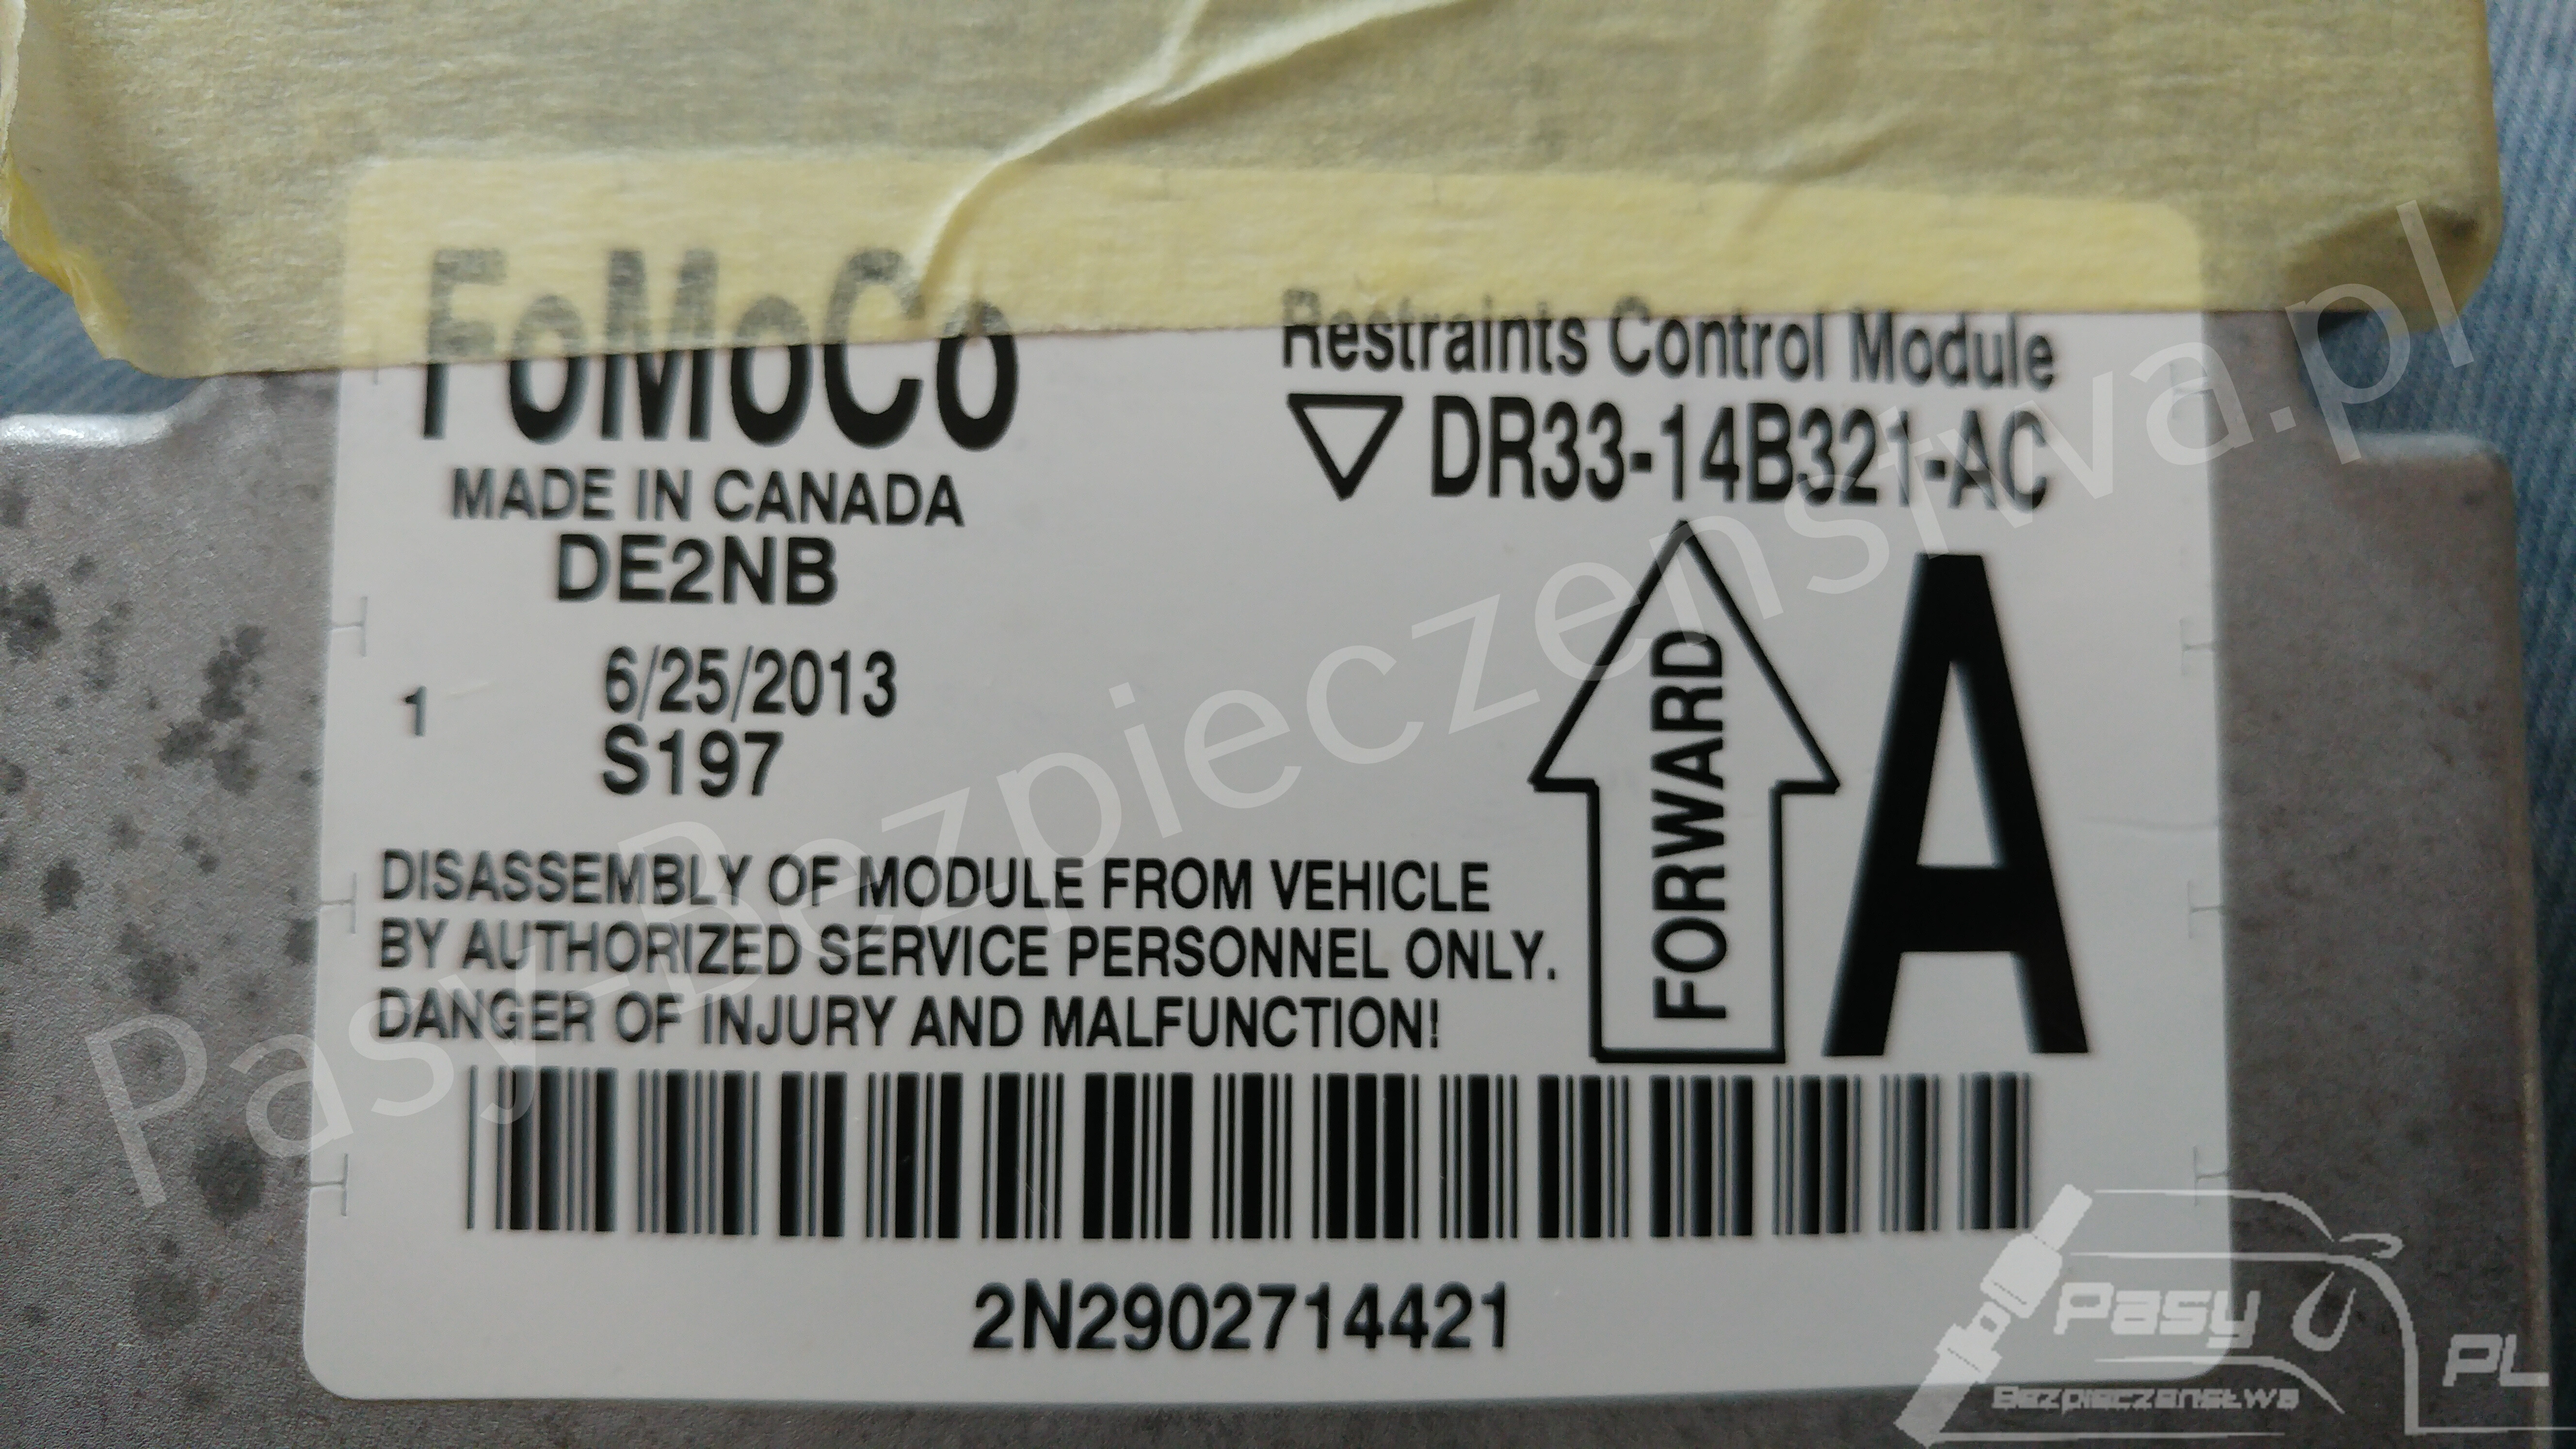 FoMoCo
Restraints Control Module
DR33-14B321-AC
MADE IN CANADA
DE2NB
1
6/25/2013
S197
FORWARD
A
DISASSEMBLY OF MODULE FROM VEHICLE
BY AUTHORIZED SERVICE PERSONNEL ONLY.
DANGER OF INJURY AND MALFUNCTION!
2N2902714421
Pasy-Bezpieczenstwa.pl
Pasy
Bezpieczenstwa
PL